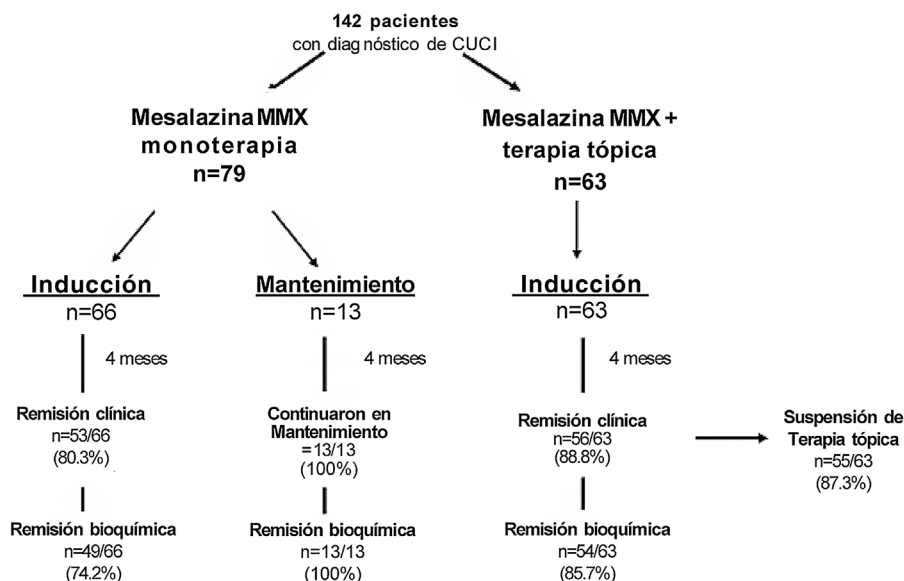 142 pacientes
con diagnóstico de CUCI
Mesalazina MMX
monoterapia
n=79
Mesalazina MMX +
terapia tópica
n=63
Inducción
n=66
Mantenimiento
n=13
Inducción
n=63
4 meses
4 meses
4 meses
Remisión clínica
n=53/66
(80.3%)
Continuaron en
Mantenimiento
=13/13
(100%)
Remisión clínica
n=56/63
(88.8%)
Suspensión de
Terapia tópica
n=55/63
(87.3%)
Remisión bioquímica
n=49/66
(74.2%)
Remisión bioquímica
n=13/13
(100%)
Remisión bioquímica
n=54/63
(85.7%)